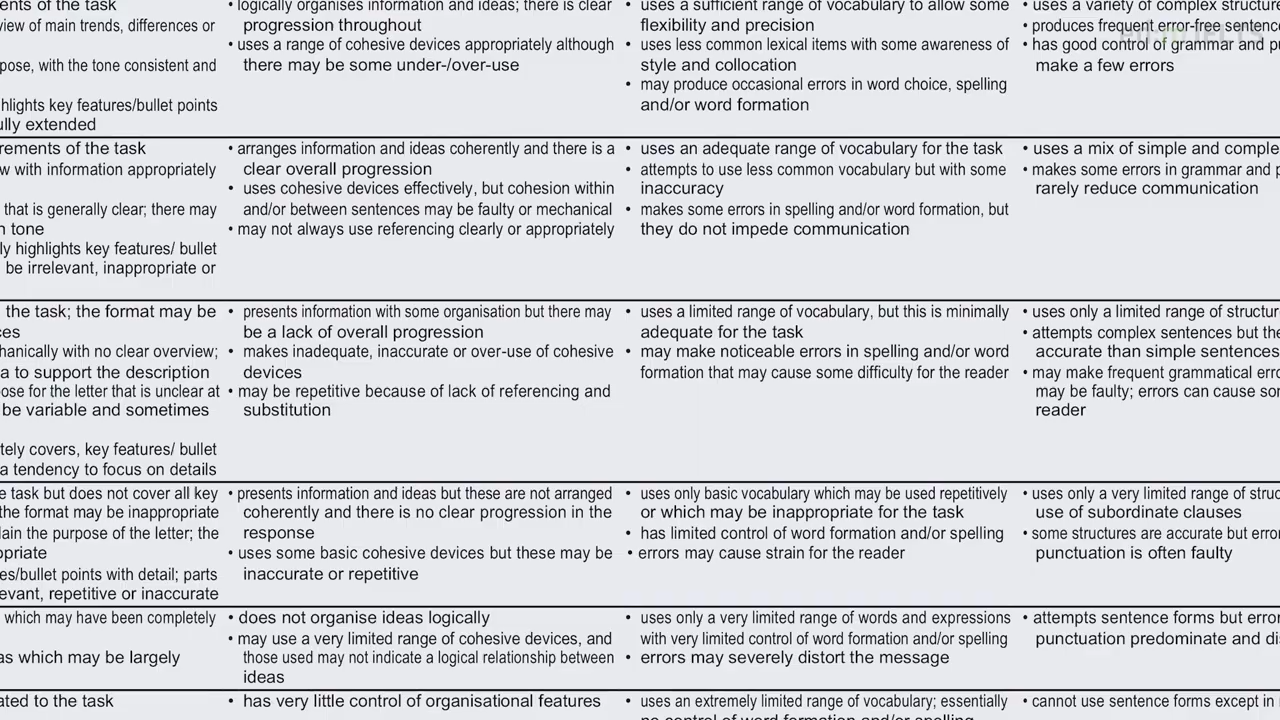 ents of the task
view of main trends, differences or
pose, with the tone consistent and
hlights key features/bullet points
ully extended
• logically organises information and ideas; there is clear
progression throughout
• uses a range of cohesive devices appropriately although
there may be some under-/over-use
• uses a sufficient range of vocabulary to allow some
flexibility and precision
• uses less common lexical items with some awareness of
style and collocation
• may produce occasional errors in word choice, spelling
and/or word formation
• uses a variety of complex structure
• produces frequent error-free sentenc
• has good control of grammar and p
make a few errors
IELTS
rements of the task
w with information appropriately
that is generally clear; there may
n tone
ly highlights key features/ bullet
be irrelevant, inappropriate or
• arranges information and ideas coherently and there is a
clear overall progression
• uses cohesive devices effectively, but cohesion within
and/or between sentences may be faulty or mechanical
• may not always use referencing clearly or appropriately
• uses an adequate range of vocabulary for the task
• attempts to use less common vocabulary but with some
inaccuracy
• makes some errors in spelling and/or word formation, but
they do not impede communication
• uses a mix of simple and comple
• makes some errors in grammar and p
rarely reduce communication
the task; the format may be
ces
hanically with no clear overview;
a to support the description
ose for the letter that is unclear at
be variable and sometimes
tely covers, key features/ bullet
a tendency to focus on details
• presents information with some organisation but there may
be a lack of overall progression
• makes inadequate, inaccurate or over-use of cohesive
devices
• may be repetitive because of lack of referencing and
substitution
• uses a limited range of vocabulary, but this is minimally
adequate for the task
• may make noticeable errors in spelling and/or word
formation that may cause some difficulty for the reader
• uses only a limited range of structur
• attempts complex sentences but the
accurate than simple sentences
• may make frequent grammatical erro
may be faulty; errors can cause so
reader
e task but does not cover all key
the format may be inappropriate
lain the purpose of the letter; the
opriate
es/bullet points with detail; parts
evant, repetitive or inaccurate
• presents information and ideas but these are not arranged
coherently and there is no clear progression in the
response
• uses some basic cohesive devices but these may be
inaccurate or repetitive
• uses only basic vocabulary which may be used repetitively
or which may be inappropriate for the task
• has limited control of word formation and/or spelling
• errors may cause strain for the reader
• uses only a very limited range of struc
use of subordinate clauses
• some structures are accurate but erro
punctuation is often faulty
which may have been completely
as which may be largely
• does not organise ideas logically
• may use a very limited range of cohesive devices, and
those used may not indicate a logical relationship between
ideas
• uses only a very limited range of words and expressions
with very limited control of word formation and/or spelling
• errors may severely distort the message
• attempts sentence forms but error
punctuation predominate and di
ated to the task
• has very little control of organisational features
• uses an extremely limited range of vocabulary; essentially
no control of word formation and/or spelling
• cannot use sentence forms except in